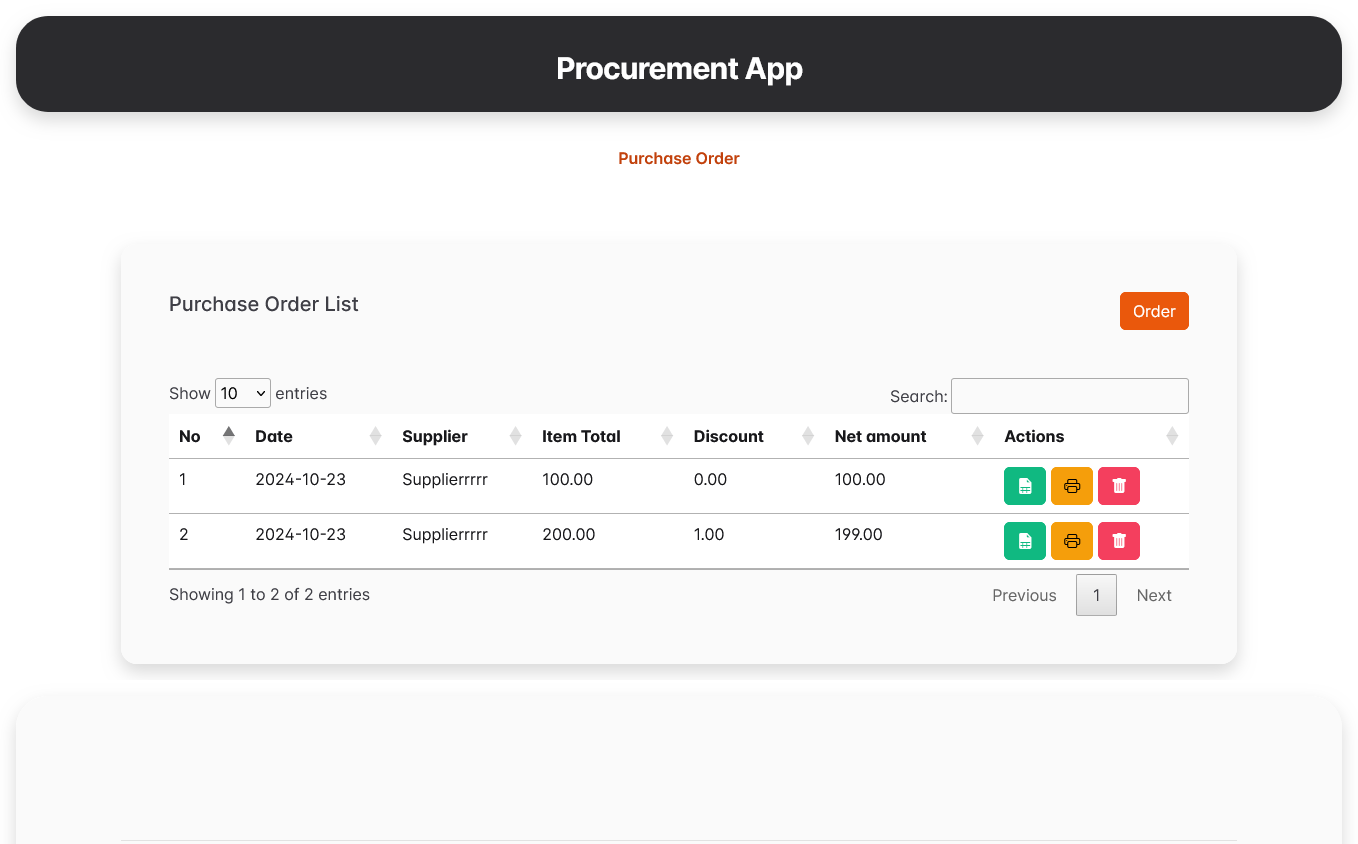 Procurement App
Purchase Order
Purchase Order List
Order
Show 10 entries
Search:
No Date Supplier Item Total Discount Net amount Actions
1 2024-10-23 Supplierrrrr 100.00 0.00 100.00
2 2024-10-23 Supplierrrrr 200.00 1.00 199.00
Showing 1 to 2 of 2 entries
Previous 1 Next